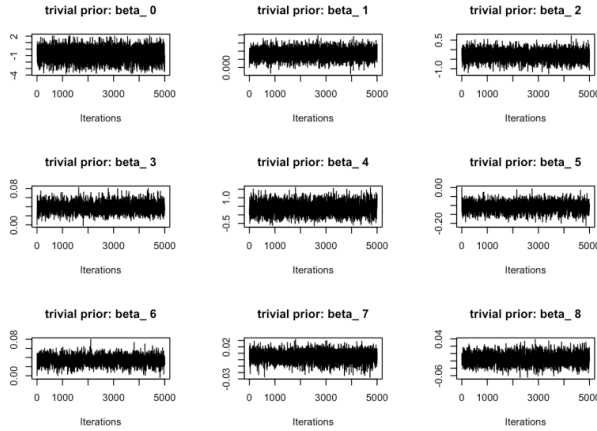 trivial prior: beta_ 0 trivial prior: beta_ 1 trivial prior: beta_ 2
-4 -1 2 0.000 -1.0 0.5
0 1000 3000 5000 0 1000 3000 5000 0 1000 3000 5000
Iterations Iterations Iterations
trivial prior: beta_ 3 trivial prior: beta_ 4 trivial prior: beta_ 5
0.00 0.08 -0.5 1.0 -0.20 0.00
0 1000 3000 5000 0 1000 3000 5000 0 1000 3000 5000
Iterations Iterations Iterations
trivial prior: beta_ 6 trivial prior: beta_ 7 trivial prior: beta_ 8
0.00 0.08 -0.03 0.02 -0.06 0.04
0 1000 3000 5000 0 1000 3000 5000 0 1000 3000 5000
Iterations Iterations Iterations